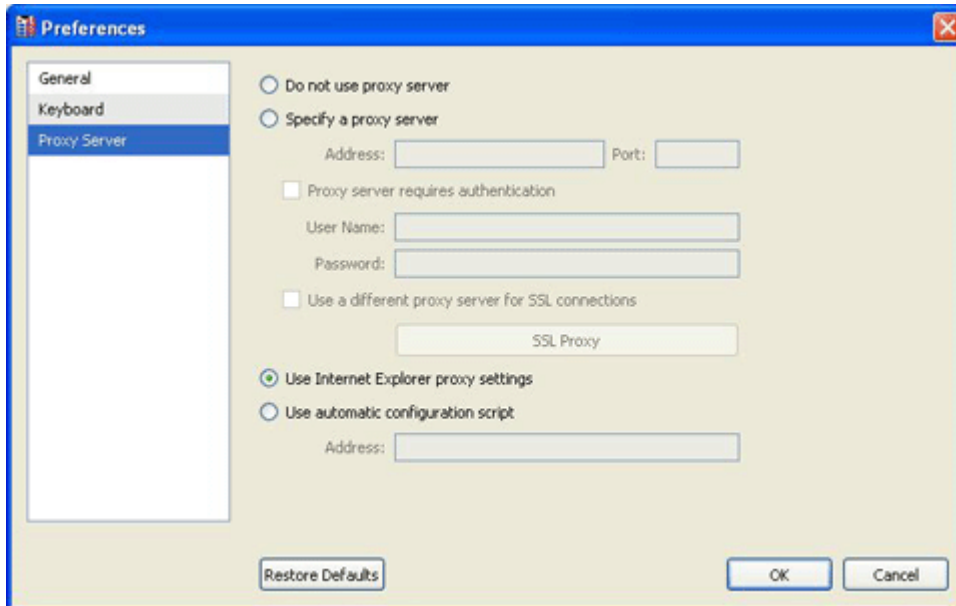 Preferences
General
Keyboard
Proxy Server
Do not use proxy server
Specify a proxy server
Address: Port:
Proxy server requires authentication
User Name:
Password:
Use a different proxy server for SSL connections
SSL Proxy
Use Internet Explorer proxy settings
Use automatic configuration script
Address:
Restore Defaults OK Cancel